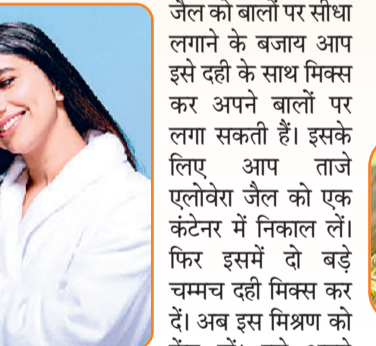 जैल को बालों पर सीधा
लगाने के बजाय आप
इसे दही के साथ मिक्स
कर अपने बालों पर
लगा सकती हैं। इसके
लिए आप ताजे
एलोवेरा जैल को एक
कंटेनर में निकाल लें।
फिर इसमें दो बड़े
चम्मच दही मिक्स कर
दें। अब इस मिश्रण को